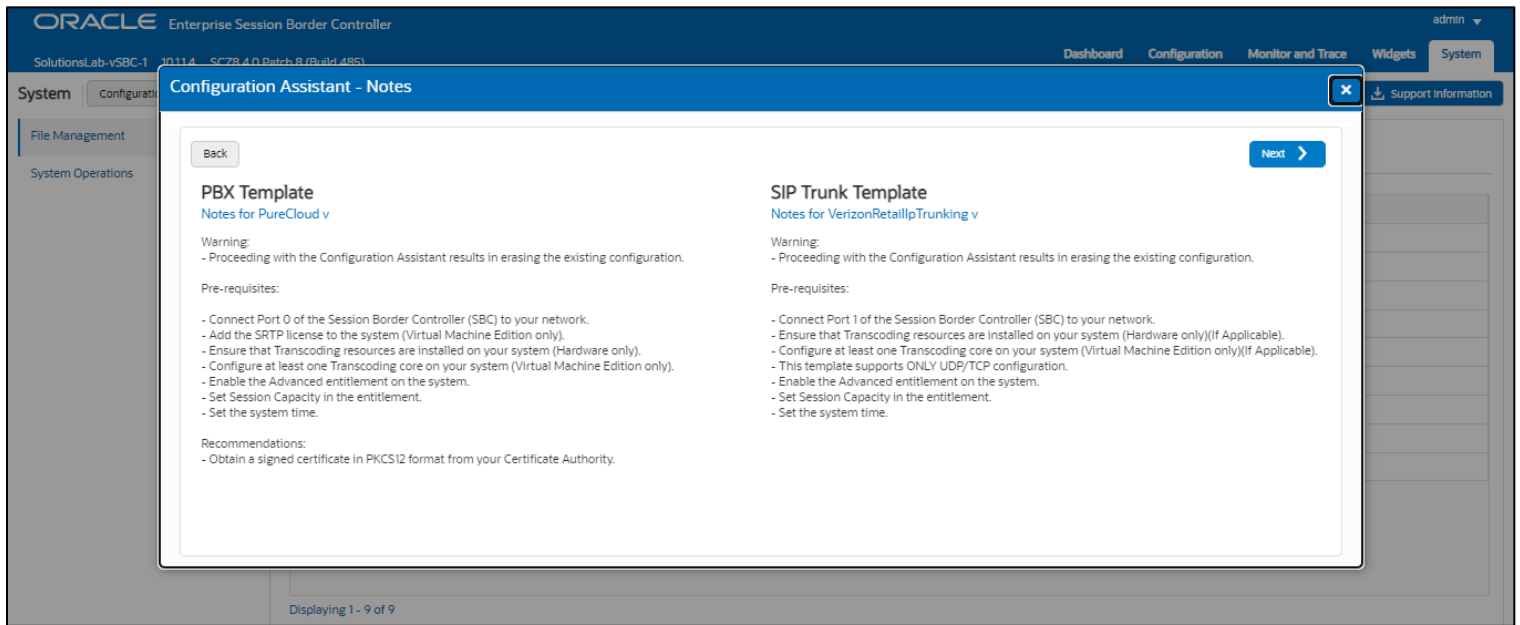 ORACLE Enterprise Session Border Controller
admin
SolutionsLab-vSBC-1 10.1.1.4 SCZ8.4.0 Patch 8 (Build 485)
Dashboard Configuration Monitor and Trace Widgets System
System
Support Information
File Management
System Operations
Configuration Assistant - Notes
Back
Next
PBX Template
Notes for PureCloud v
Warning:
- Proceeding with the Configuration Assistant results in erasing the existing configuration.
Pre-requisites:
- Connect Port 0 of the Session Border Controller (SBC) to your network.
- Add the SRTP license to the system (Virtual Machine Edition only).
- Ensure that Transcoding resources are installed on your system (Hardware only).
- Configure at least one Transcoding core on your system (Virtual Machine Edition only).
- Enable the Advanced entitlement on the system.
- Set Session Capacity in the entitlement.
- Set the system time.
Recommendations:
- Obtain a signed certificate in PKCS12 format from your Certificate Authority.
SIP Trunk Template
Notes for VerizonRetailIpTrunking v
Warning:
- Proceeding with the Configuration Assistant results in erasing the existing configuration.
Pre-requisites:
- Connect Port 1 of the Session Border Controller (SBC) to your network.
- Ensure that Transcoding resources are installed on your system (Hardware only)(If Applicable).
- Configure at least one Transcoding core on your system (Virtual Machine Edition only)(If Applicable).
- This template supports ONLY UDP/TCP configuration.
- Enable the Advanced entitlement on the system.
- Set Session Capacity in the entitlement.
- Set the system time.
Displaying 1 - 9 of 9